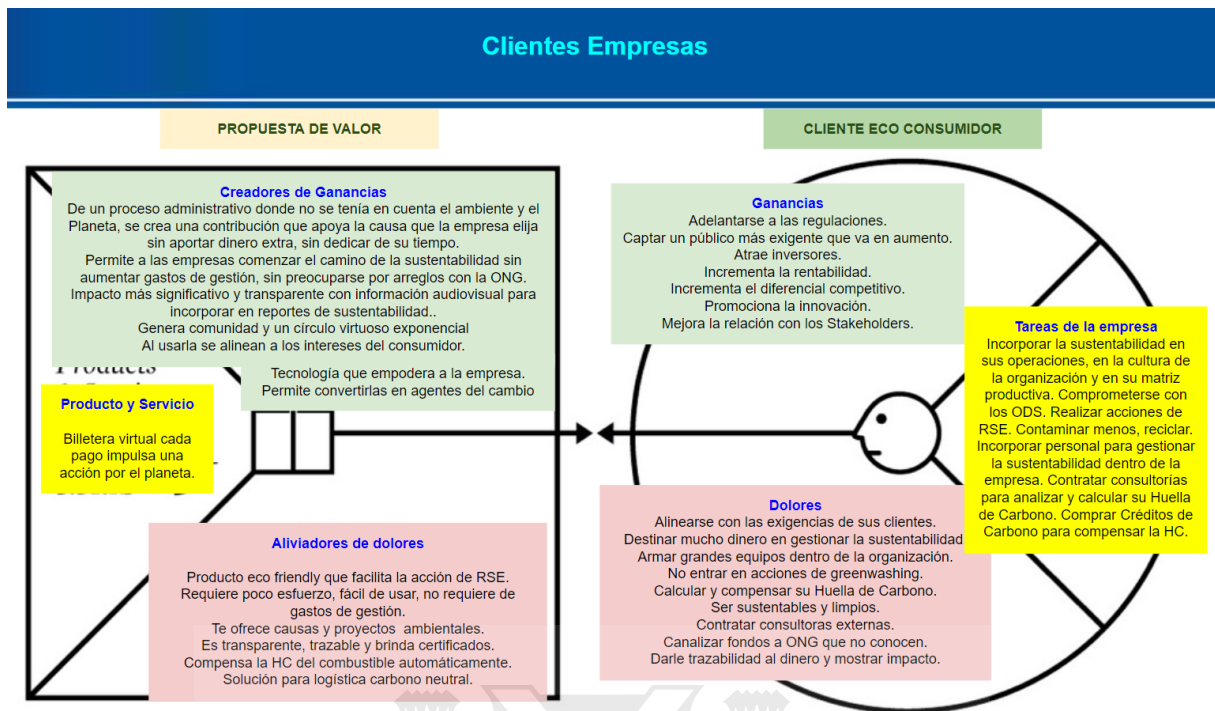 Clientes Empresas
PROPUESTA DE VALOR
CLIENTE ECO CONSUMIDOR
Creadores de Ganancias
De un proceso administrativo donde no se tenía en cuenta el ambiente y el
Planeta, se crea una contribución que apoya la causa que la empresa elija
sin aportar dinero extra, sin dedicar de su tiempo.
Permite a las empresas comenzar el camino de la sustentabilidad sin
aumentar gastos de gestión, sin preocuparse por arreglos con la ONG.
Impacto más significativo y transparente con información audiovisual para
incorporar en reportes de sustentabilidad..
Genera comunidad y un círculo virtuoso exponencial
Al usarla se alinean a los intereses del consumidor.
Tecnología que empodera a la empresa.
Permite convertirlas en agentes del cambio
Products
Producto y Servicio
Billetera virtual cada
pago impulsa una
acción por el planeta.
Aliviadores de dolores
Producto eco friendly que facilita la acción de RSE.
Requiere poco esfuerzo, fácil de usar, no requiere de
gastos de gestión.
Te ofrece causas y proyectos ambientales.
Es transparente, trazable y brinda certificados.
Compensa la HC del combustible automáticamente.
Solución para logística carbono neutral.
Ganancias
Adelantarse a las regulaciones.
Captar un público más exigente que va en aumento.
Atrae inversores.
Incrementa la rentabilidad.
Incrementa el diferencial competitivo.
Promociona la innovación.
Mejora la relación con los Stakeholders.
Tareas de la empresa
Incorporar la sustentabilidad en
sus operaciones, en la cultura de
la organización y en su matriz
productiva. Comprometerse con
los ODS. Realizar acciones de
RSE. Contaminar menos, reciclar.
Incorporar personal para gestionar
la sustentabilidad dentro de la
empresa. Contratar consultorías
para analizar y calcular su Huella
de Carbono. Comprar Créditos de
Carbono para compensar la HC.
Dolores
Alinearse con las exigencias de sus clientes.
Destinar mucho dinero en gestionar la sustentabilidad
Armar grandes equipos dentro de la organización.
No entrar en acciones de greenwashing.
Calcular y compensar su Huella de Carbono.
Ser sustentables y limpios.
Contratar consultoras externas.
Canalizar fondos a ONG que no conocen.
Darle trazabilidad al dinero y mostrar impacto.